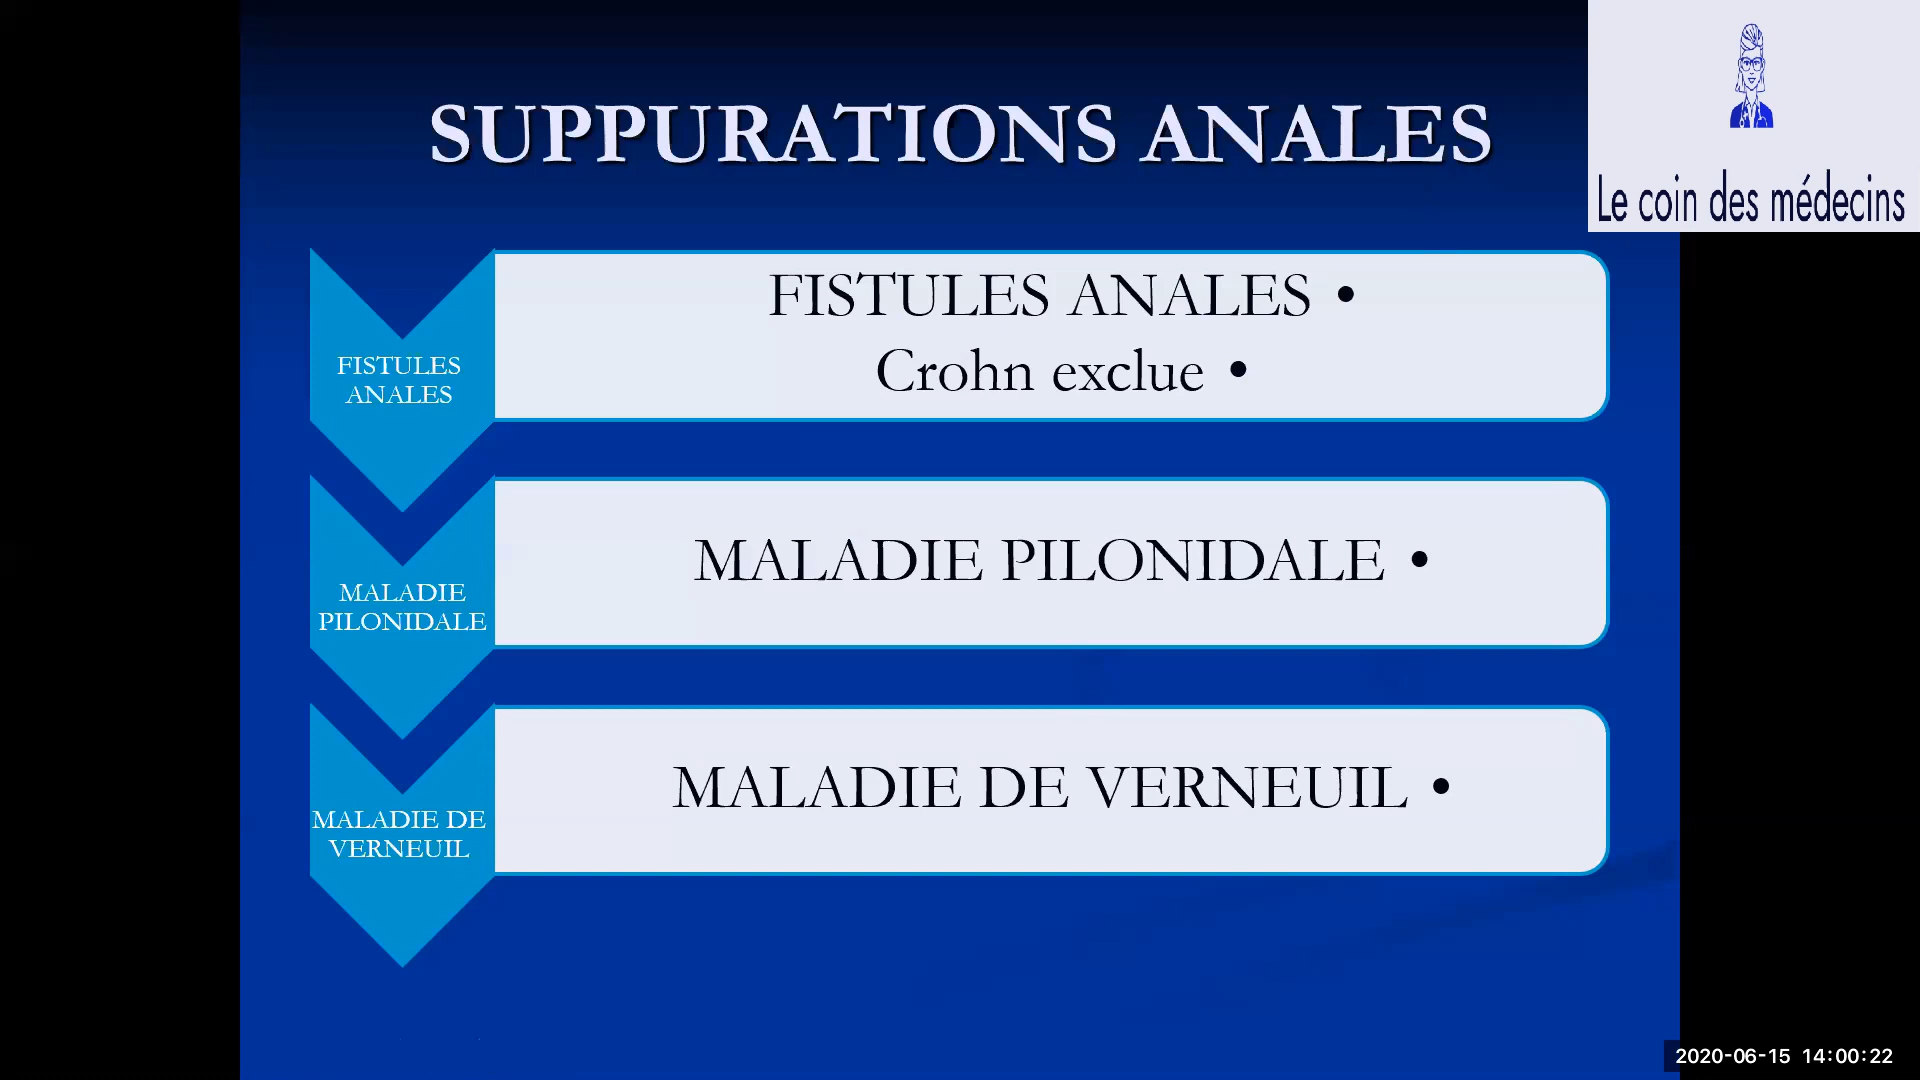 SUPPURATIONS ANALES
Le coin des médecins
FISTULES
ANALES
FISTULES ANALES •
Crohn exclue •
MALADIE
PILONIDALE
MALADIE PILONIDALE •
MALADIE DE
VERNEUIL
MALADIE DE VERNEUIL •
2020-06-15 14:00:22